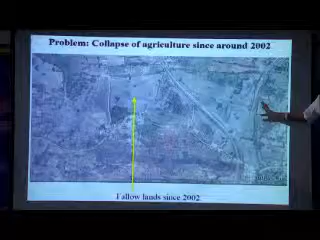 Problem: Collapse of agriculture since around 2002
Fallow lands since 2002